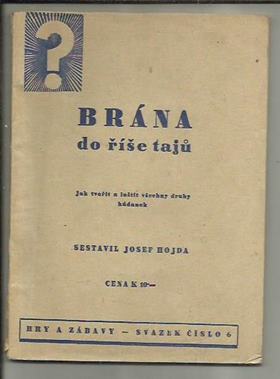 ?
BRÁNA
do říše tajů
Jak tvořit a luštit všechny druhy
hádanek
SESTAVIL JOSEF HOJDA
CENA K 10—
HRY A ZÁBAVY — SVAZEK ČÍSLO 6